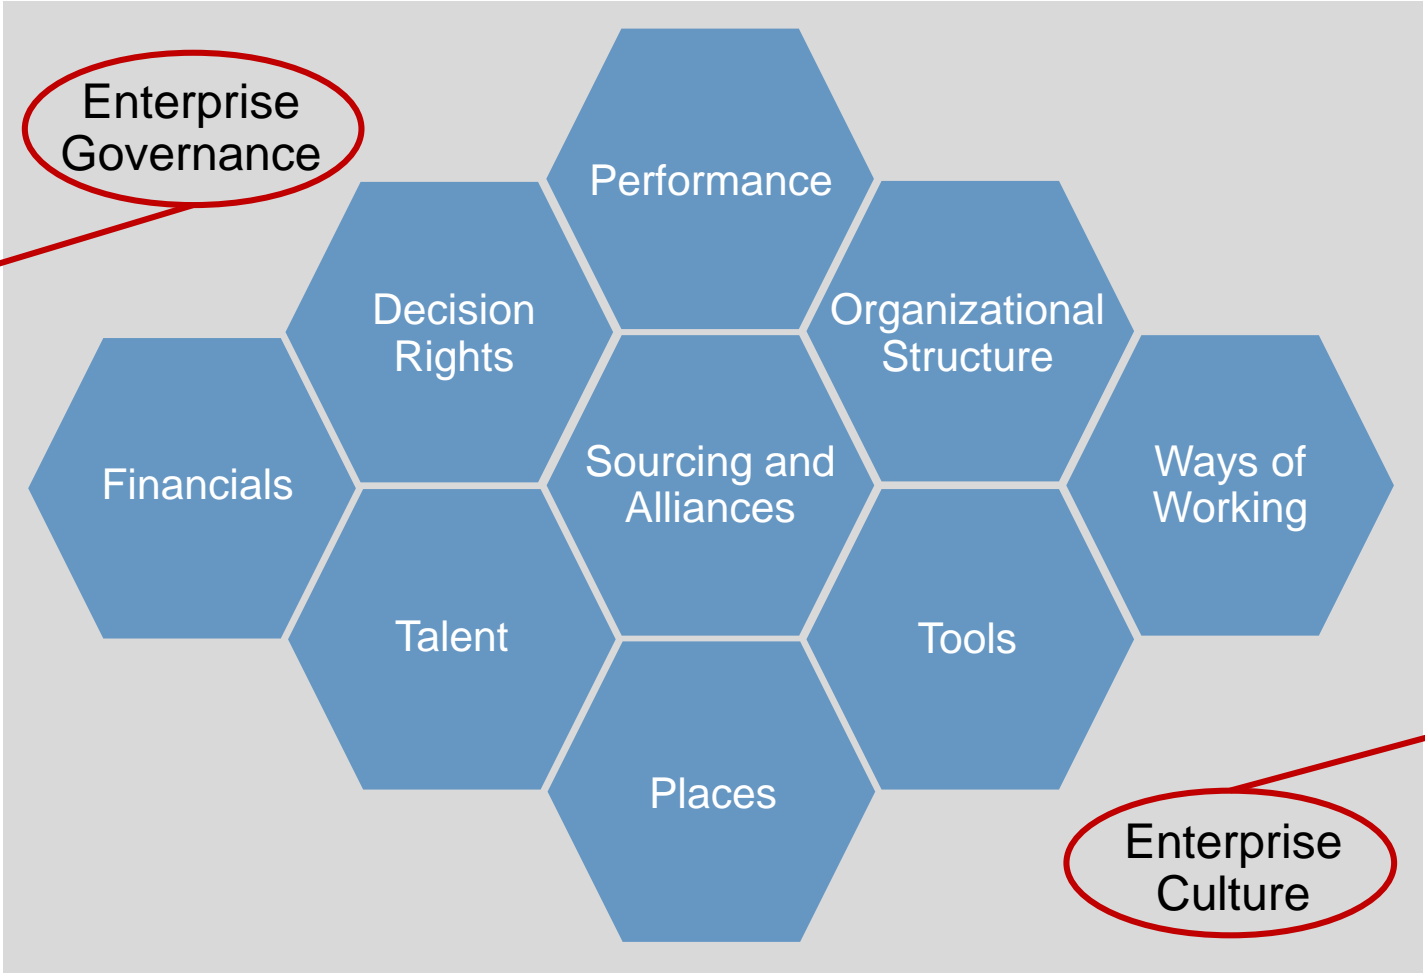 Enterprise
Governance
Performance
Decision
Rights
Organizational
Structure
Financials
Sourcing and
Alliances
Ways of
Working
Talent
Tools
Places
Enterprise
Culture